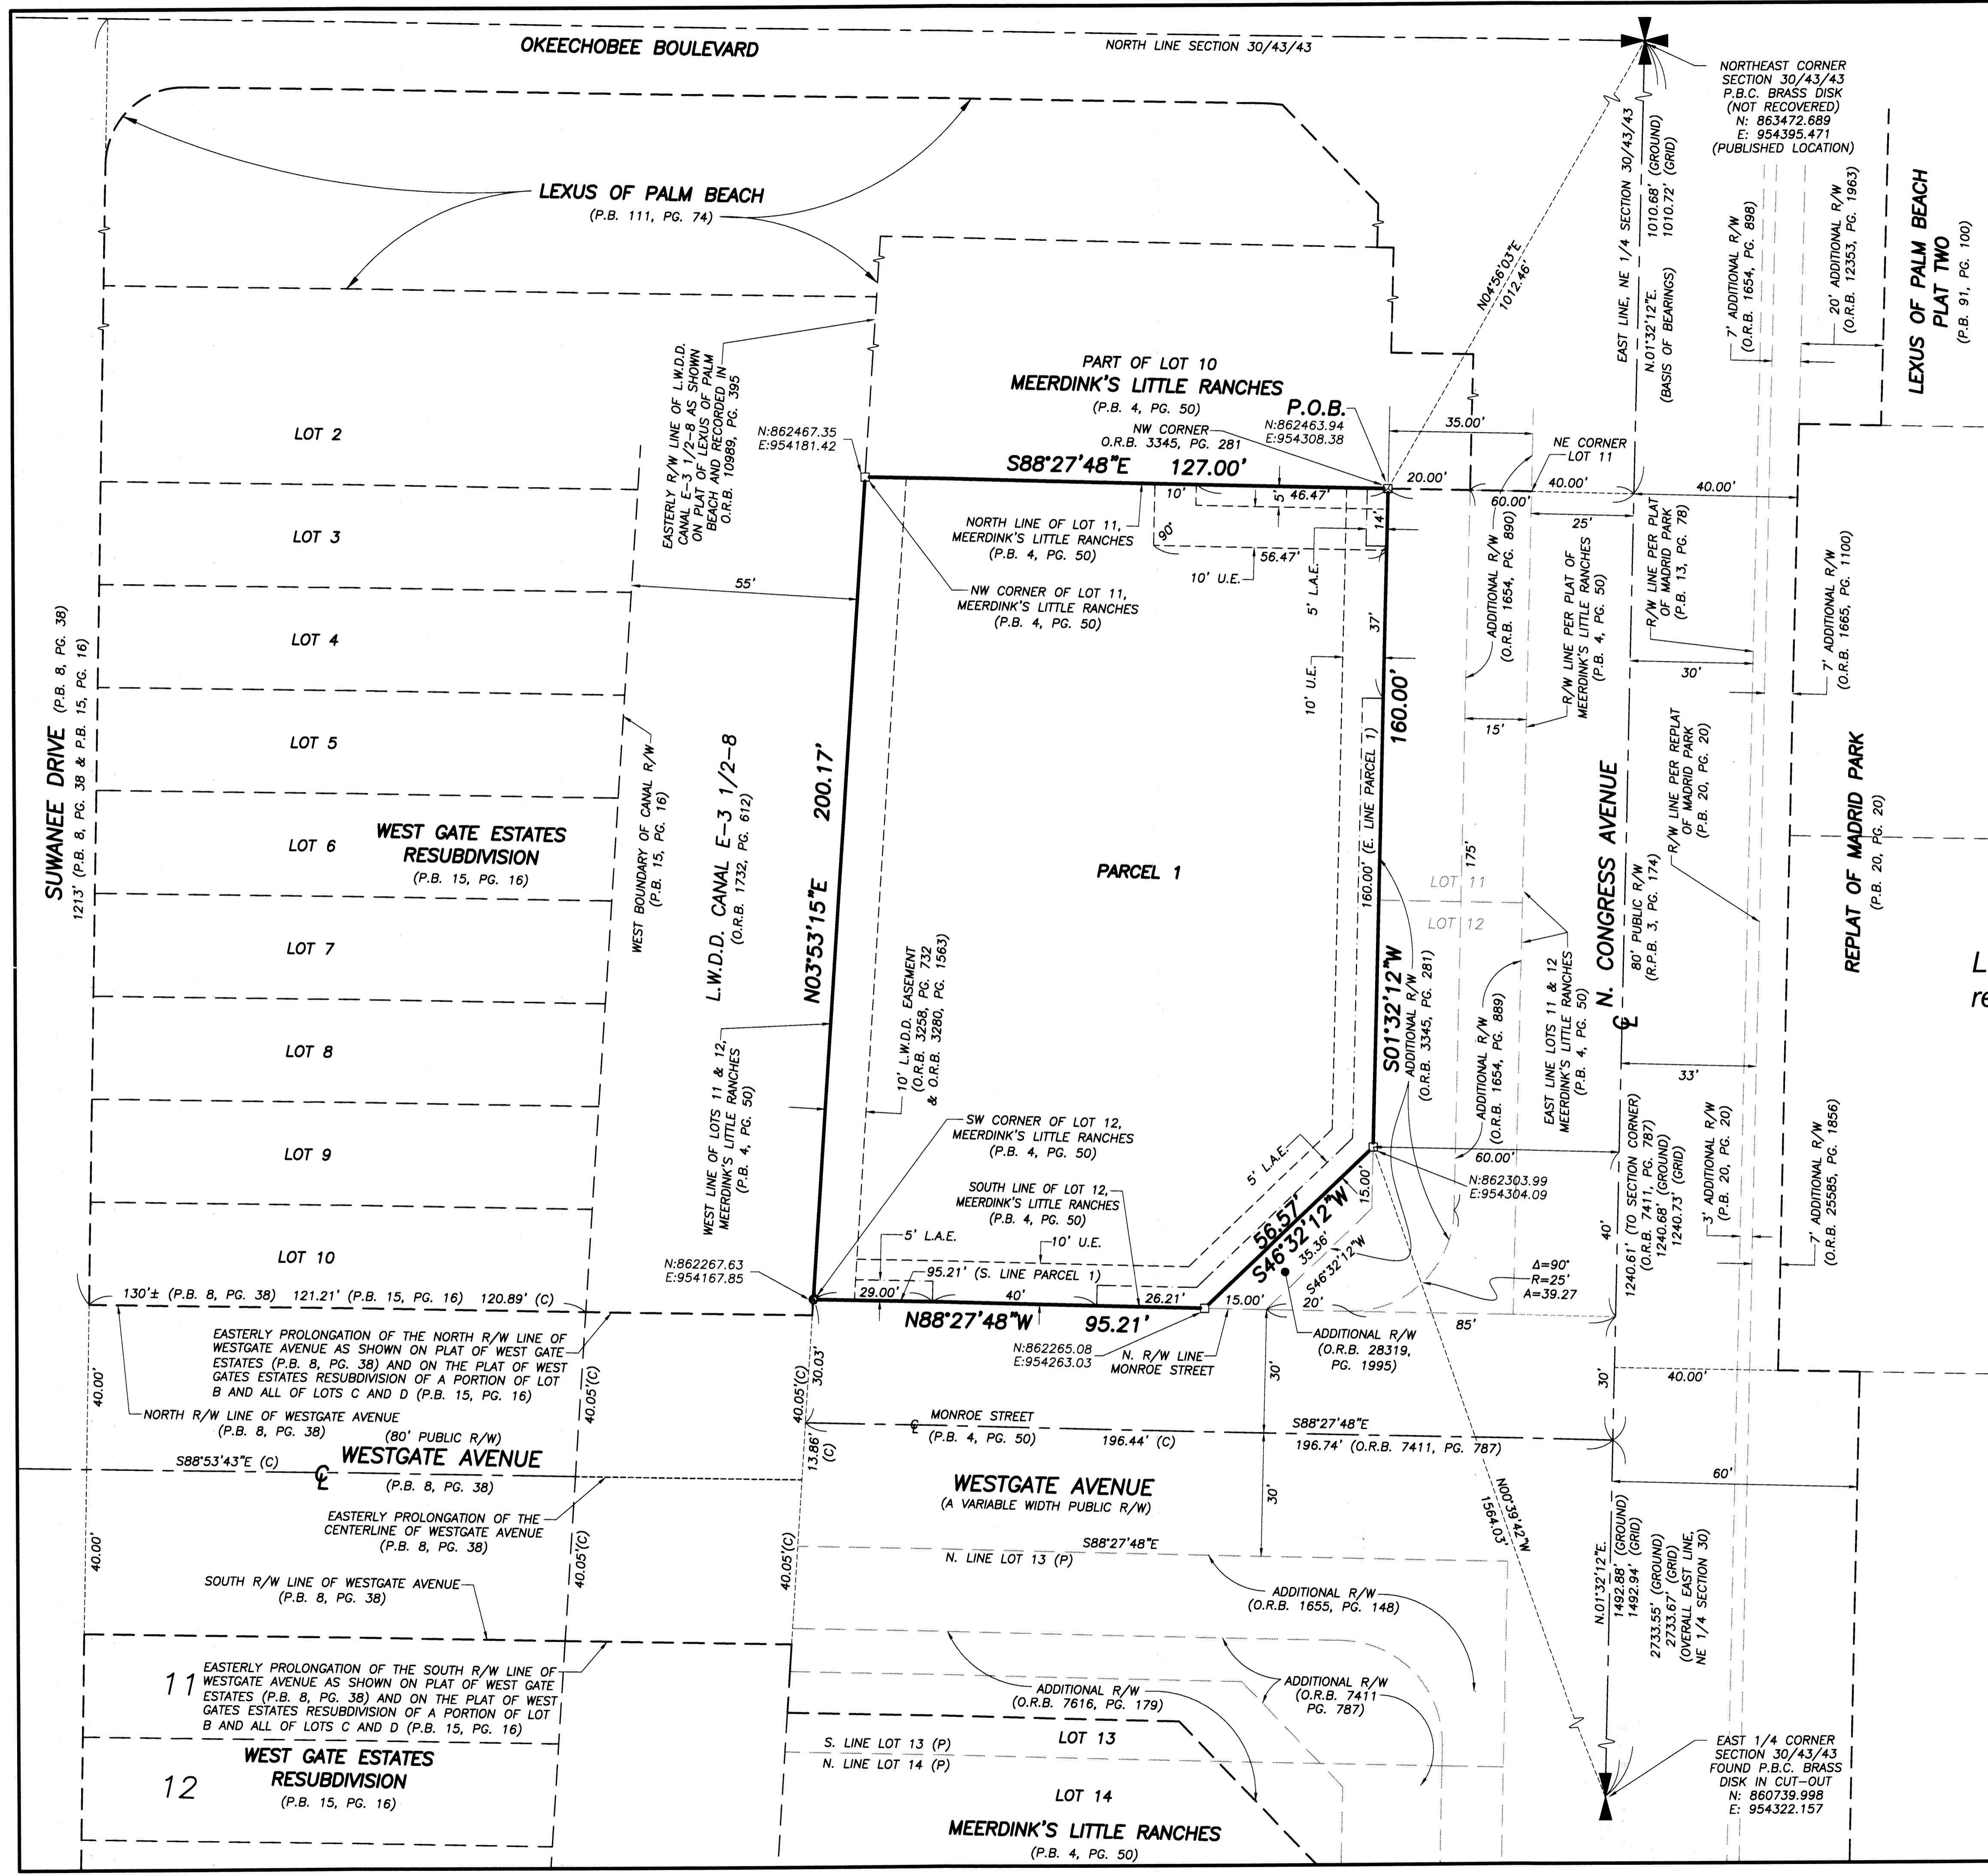 OKEECHOBEE BOULEVARD
NORTH LINE SECTION 30/43/43
NORTHEAST CORNER
SECTION 30/43/43
P.B.C. BRASS DISK
(NOT RECOVERED)
N: 863472.689
E: 954395.471
(PUBLISHED LOCATION)
LEXUS OF PALM BEACH
(P.B. 111, PG. 74)
N04°56'03"E
1012.46'
EAST LINE, NE 1/4 SECTION 30/43/43
N.01°32'12"E.
(BASIS OF BEARINGS)
1010.68' (GROUND)
1010.72' (GRID)
7' ADDITIONAL R/W
(O.R.B. 1654, PG. 898)
20' ADDITIONAL R/W
(O.R.B. 12353, PG. 1963)
LEXUS OF PALM BEACH
PLAT TWO
(P.B. 91, PG. 100)
EASTERLY R/W LINE OF L.W.D.D.
CANAL E-3 1/2-8 AS SHOWN
ON PLAT OF LEXUS OF PALM
BEACH AND RECORDED IN
O.R.B. 10989, PG. 395
PART OF LOT 10
MEERDINK'S LITTLE RANCHES
(P.B. 4, PG. 50)
P.O.B.
N:862463.94
E:954308.38
NW CORNER
O.R.B. 3345, PG. 281
N:862467.35
E:954181.42
S88°27'48"E 127.00'
35.00'
NE CORNER
LOT 11
20.00'
60.00'
40.00'
40.00'
25'
10'
5'
46.47'
14'
90°
56.47'
10' U.E.
5' L.A.E.
37'
10' U.E.
NORTH LINE OF LOT 11,
MEERDINK'S LITTLE RANCHES
(P.B. 4, PG. 50)
NW CORNER OF LOT 11,
MEERDINK'S LITTLE RANCHES
(P.B. 4, PG. 50)
55'
LOT 2
LOT 3
LOT 4
LOT 5
LOT 6
LOT 7
LOT 8
LOT 9
LOT 10
WEST GATE ESTATES
RESUBDIVISION
(P.B. 15, PG. 16)
SUWANEE DRIVE (P.B. 8, PG. 38)
1213' (P.B. 8, PG. 38 & P.B. 15, PG. 16)
WEST BOUNDARY OF CANAL R/W
(P.B. 15, PG. 16)
L.W.D.D. CANAL E-3 1/2-8
(O.R.B. 1732, PG. 612)
N03°53'15"E 200.17'
WEST LINE OF LOTS 11 & 12,
MEERDINK'S LITTLE RANCHES
(P.B. 4, PG. 50)
10' L.W.D.D. EASEMENT
(O.R.B. 3258, PG. 732
& O.R.B. 3280, PG. 1563)
PARCEL 1
160.00' (E. LINE PARCEL 1)
160.00'
S01°32'12"W
ADDITIONAL R/W
(O.R.B. 3345, PG. 281)
ADDITIONAL R/W
(O.R.B. 1654, PG. 890)
R/W LINE PER PLAT OF
MEERDINK'S LITTLE RANCHES
(P.B. 4, PG. 50)
15'
175'
LOT 11
LOT 12
ADDITIONAL R/W
(O.R.B. 1654, PG. 889)
EAST LINE LOTS 11 & 12
MEERDINK'S LITTLE RANCHES
(P.B. 4, PG. 50)
N. CONGRESS AVENUE
80' PUBLIC R/W
(R.P.B. 3, PG. 174)
R/W LINE PER PLAT
OF MADRID PARK
(P.B. 13, PG. 78)
30'
R/W LINE PER REPLAT
OF MADRID PARK
(P.B. 20, PG. 20)
7' ADDITIONAL R/W
(O.R.B. 1665, PG. 1100)
REPLAT OF MADRID PARK
(P.B. 20, PG. 20)
L
re
33'
3' ADDITIONAL R/W
(P.B. 20, PG. 20)
7' ADDITIONAL R/W
(O.R.B. 25585, PG. 1856)
SW CORNER OF LOT 12,
MEERDINK'S LITTLE RANCHES
(P.B. 4, PG. 50)
SOUTH LINE OF LOT 12,
MEERDINK'S LITTLE RANCHES
(P.B. 4, PG. 50)
5' L.A.E.
10' U.E.
5' L.A.E.
95.21' (S. LINE PARCEL 1)
29.00'
40'
26.21'
N88°27'48"W 95.21'
56.57'
S46°32'12"W
15.00'
35.36'
S46°32'12"W
15.00'
20'
60.00'
N:862303.99
E:954304.09
N:862267.63
E:954167.85
N:862265.08
E:954263.03
N. R/W LINE
MONROE STREET
ADDITIONAL R/W
(O.R.B. 28319,
PG. 1995)
Δ=90°
R=25'
A=39.27
85'
40'
1240.61' (TO SECTION CORNER)
(O.R.B. 7411, PG. 787)
1240.68' (GROUND)
1240.73' (GRID)
130'± (P.B. 8, PG. 38) 121.21' (P.B. 15, PG. 16) 120.89' (C)
EASTERLY PROLONGATION OF THE NORTH R/W LINE OF
WESTGATE AVENUE AS SHOWN ON PLAT OF WEST GATE
ESTATES (P.B. 8, PG. 38) AND ON THE PLAT OF WEST
GATES ESTATES RESUBDIVISION OF A PORTION OF LOT
B AND ALL OF LOTS C AND D (P.B. 15, PG. 16)
40.00'
40.05'(C)
40.05'(C)
30.03'
13.86'
(C)
30'
30'
40.00'
NORTH R/W LINE OF WESTGATE AVENUE
(P.B. 8, PG. 38)
(80' PUBLIC R/W)
S88°53'43"E (C)
WESTGATE AVENUE
(P.B. 8, PG. 38)
MONROE STREET
(P.B. 4, PG. 50)
196.44' (C)
S88°27'48"E
196.74' (O.R.B. 7411, PG. 787)
WESTGATE AVENUE
(A VARIABLE WIDTH PUBLIC R/W)
30'
60'
EASTERLY PROLONGATION OF THE
CENTERLINE OF WESTGATE AVENUE
(P.B. 8, PG. 38)
40.00'
40.05'(C)
40.05'(C)
SOUTH R/W LINE OF WESTGATE AVENUE
(P.B. 8, PG. 38)
S88°27'48"E
N. LINE LOT 13 (P)
ADDITIONAL R/W
(O.R.B. 1655, PG. 148)
N00°39'42"W
1564.03'
N.01°32'12"E.
1492.88' (GROUND)
1492.94' (GRID)
2733.55' (GROUND)
2733.67' (GRID)
(OVERALL EAST LINE,
NE 1/4 SECTION 30)
11
EASTERLY PROLONGATION OF THE SOUTH R/W LINE OF
WESTGATE AVENUE AS SHOWN ON PLAT OF WEST GATE
ESTATES (P.B. 8, PG. 38) AND ON THE PLAT OF WEST
GATES ESTATES RESUBDIVISION OF A PORTION OF LOT
B AND ALL OF LOTS C AND D (P.B. 15, PG. 16)
ADDITIONAL R/W
(O.R.B. 7616, PG. 179)
ADDITIONAL R/W
(O.R.B. 7411
PG. 787)
12
WEST GATE ESTATES
RESUBDIVISION
(P.B. 15, PG. 16)
S. LINE LOT 13 (P)
N. LINE LOT 14 (P)
LOT 13
LOT 14
MEERDINK'S LITTLE RANCHES
(P.B. 4, PG. 50)
EAST 1/4 CORNER
SECTION 30/43/43
FOUND P.B.C. BRASS
DISK IN CUT-OUT
N: 860739.998
E: 954322.157